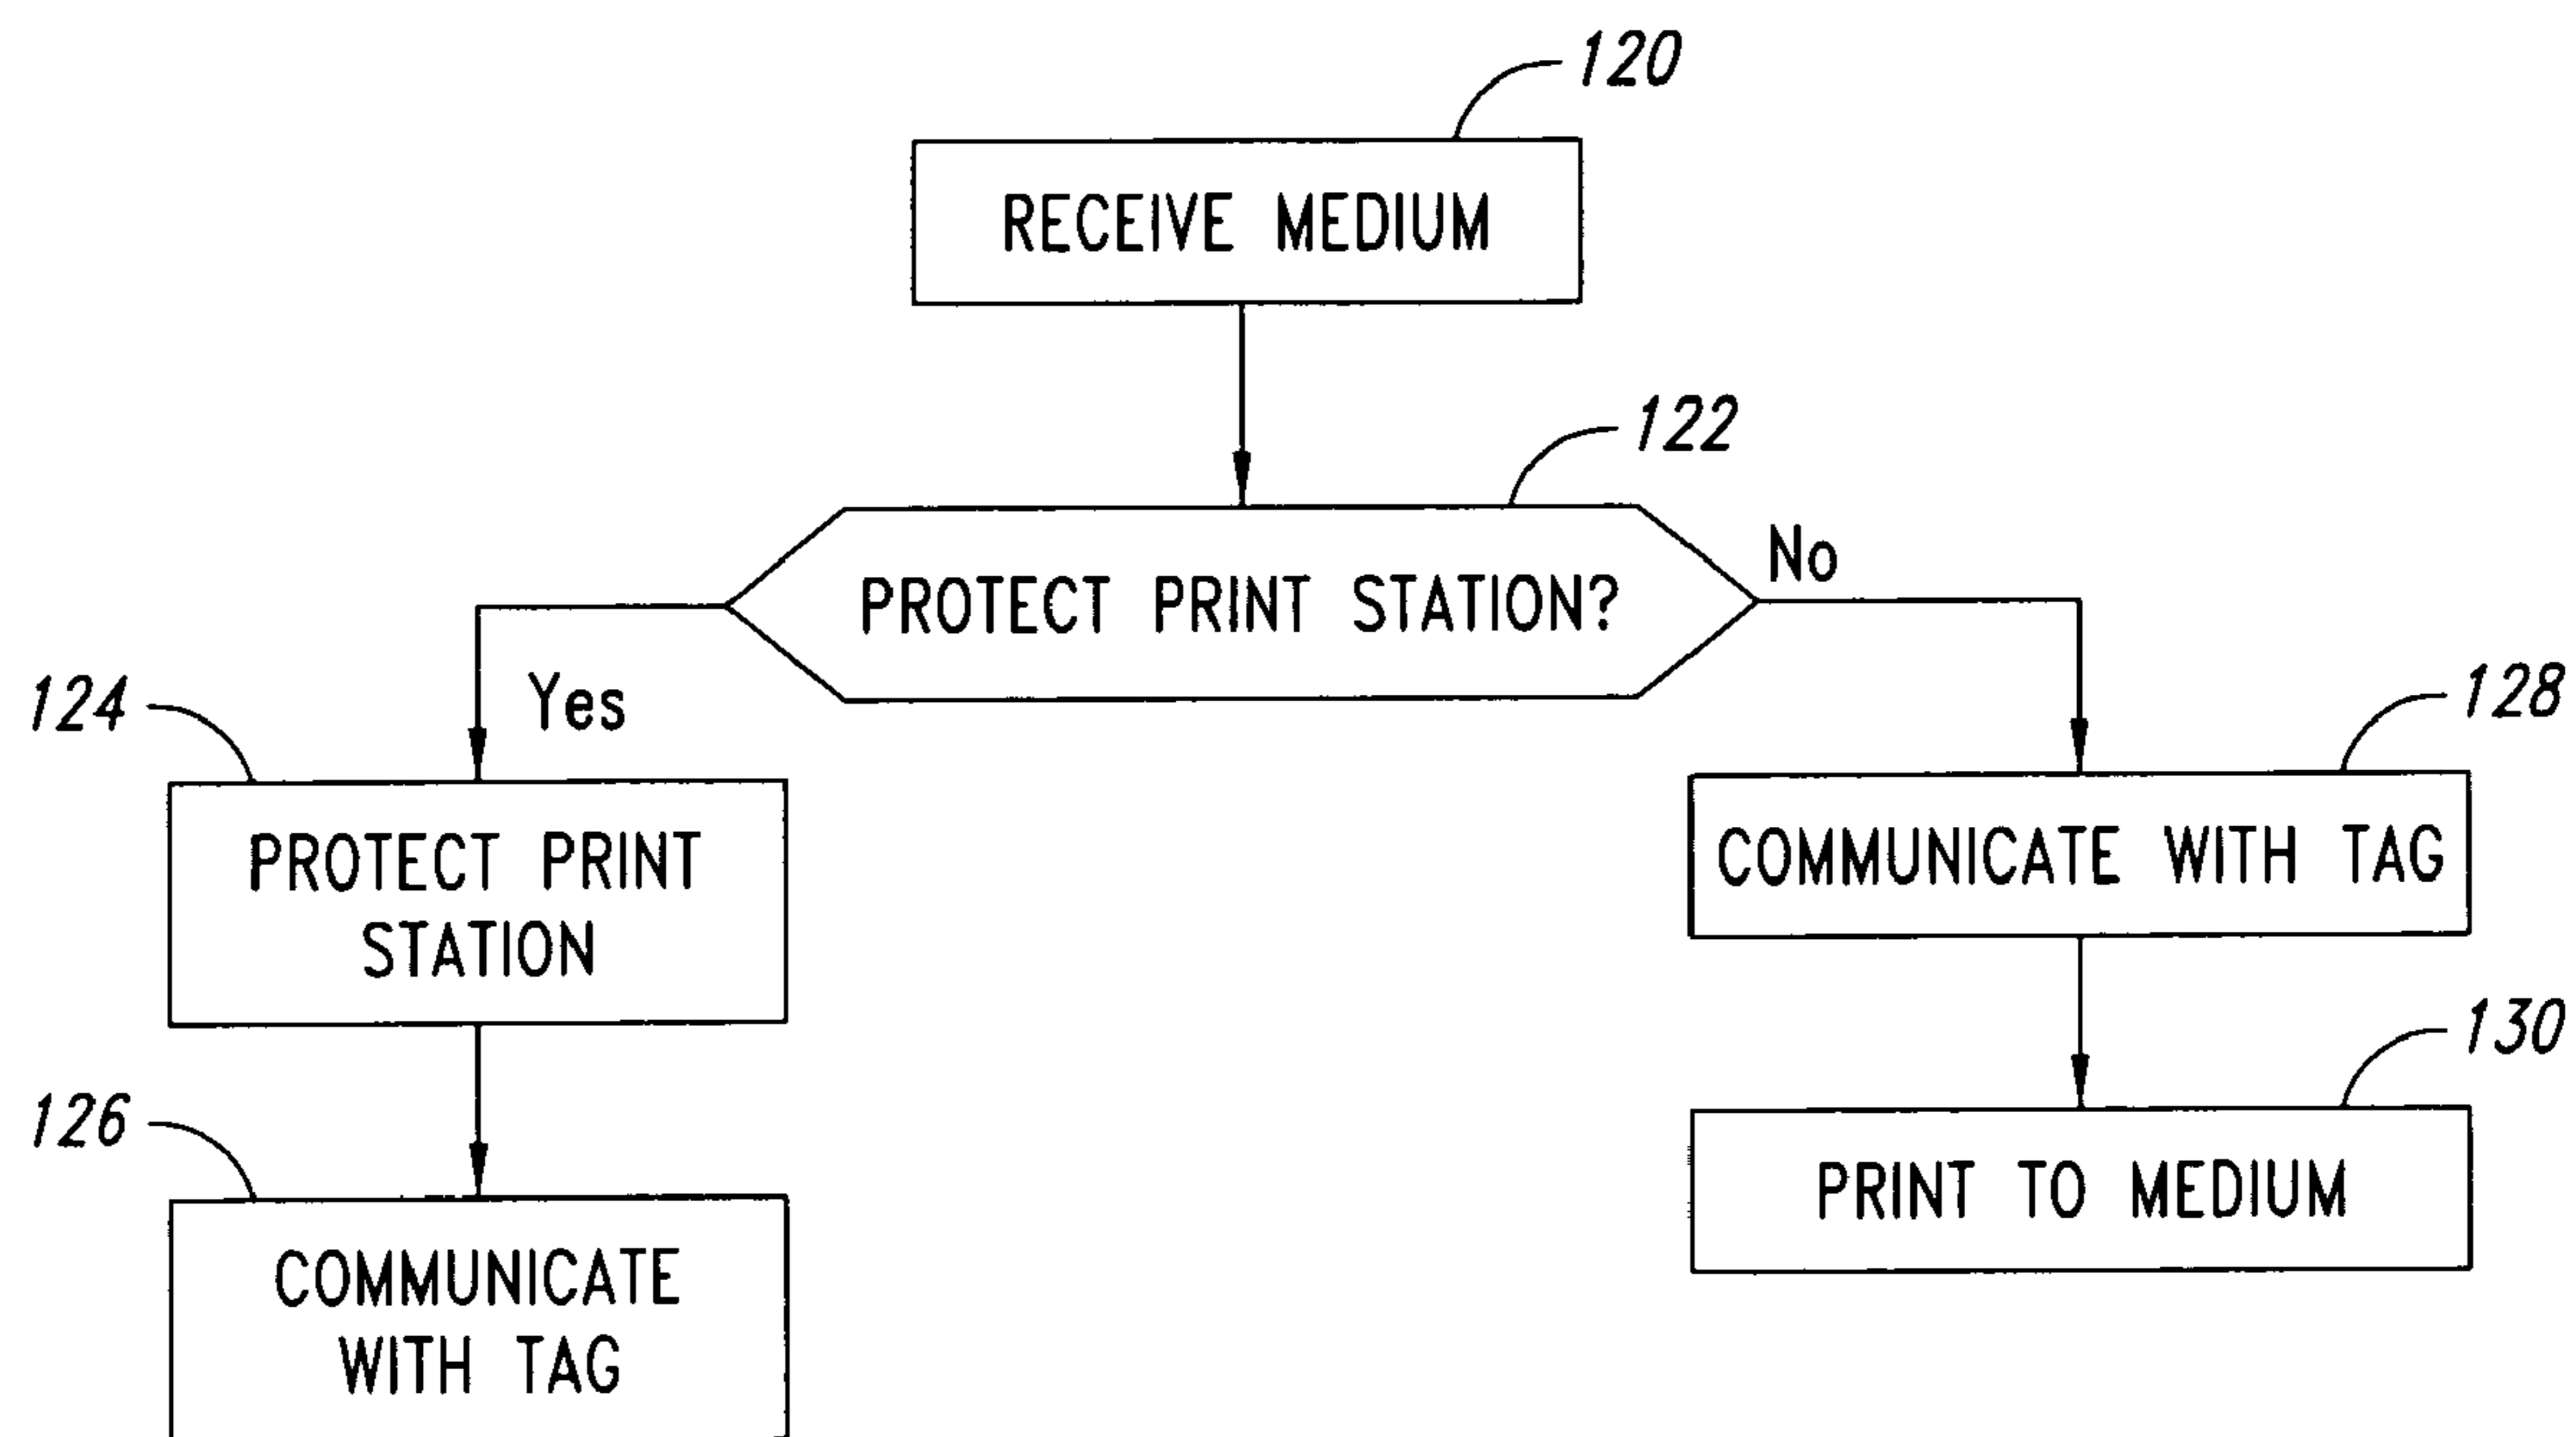 120
RECEIVE MEDIUM
122
PROTECT PRINT STATION?
No
Yes
124
PROTECT PRINT
STATION
128
COMMUNICATE WITH TAG
126
COMMUNICATE
WITH TAG
130
PRINT TO MEDIUM